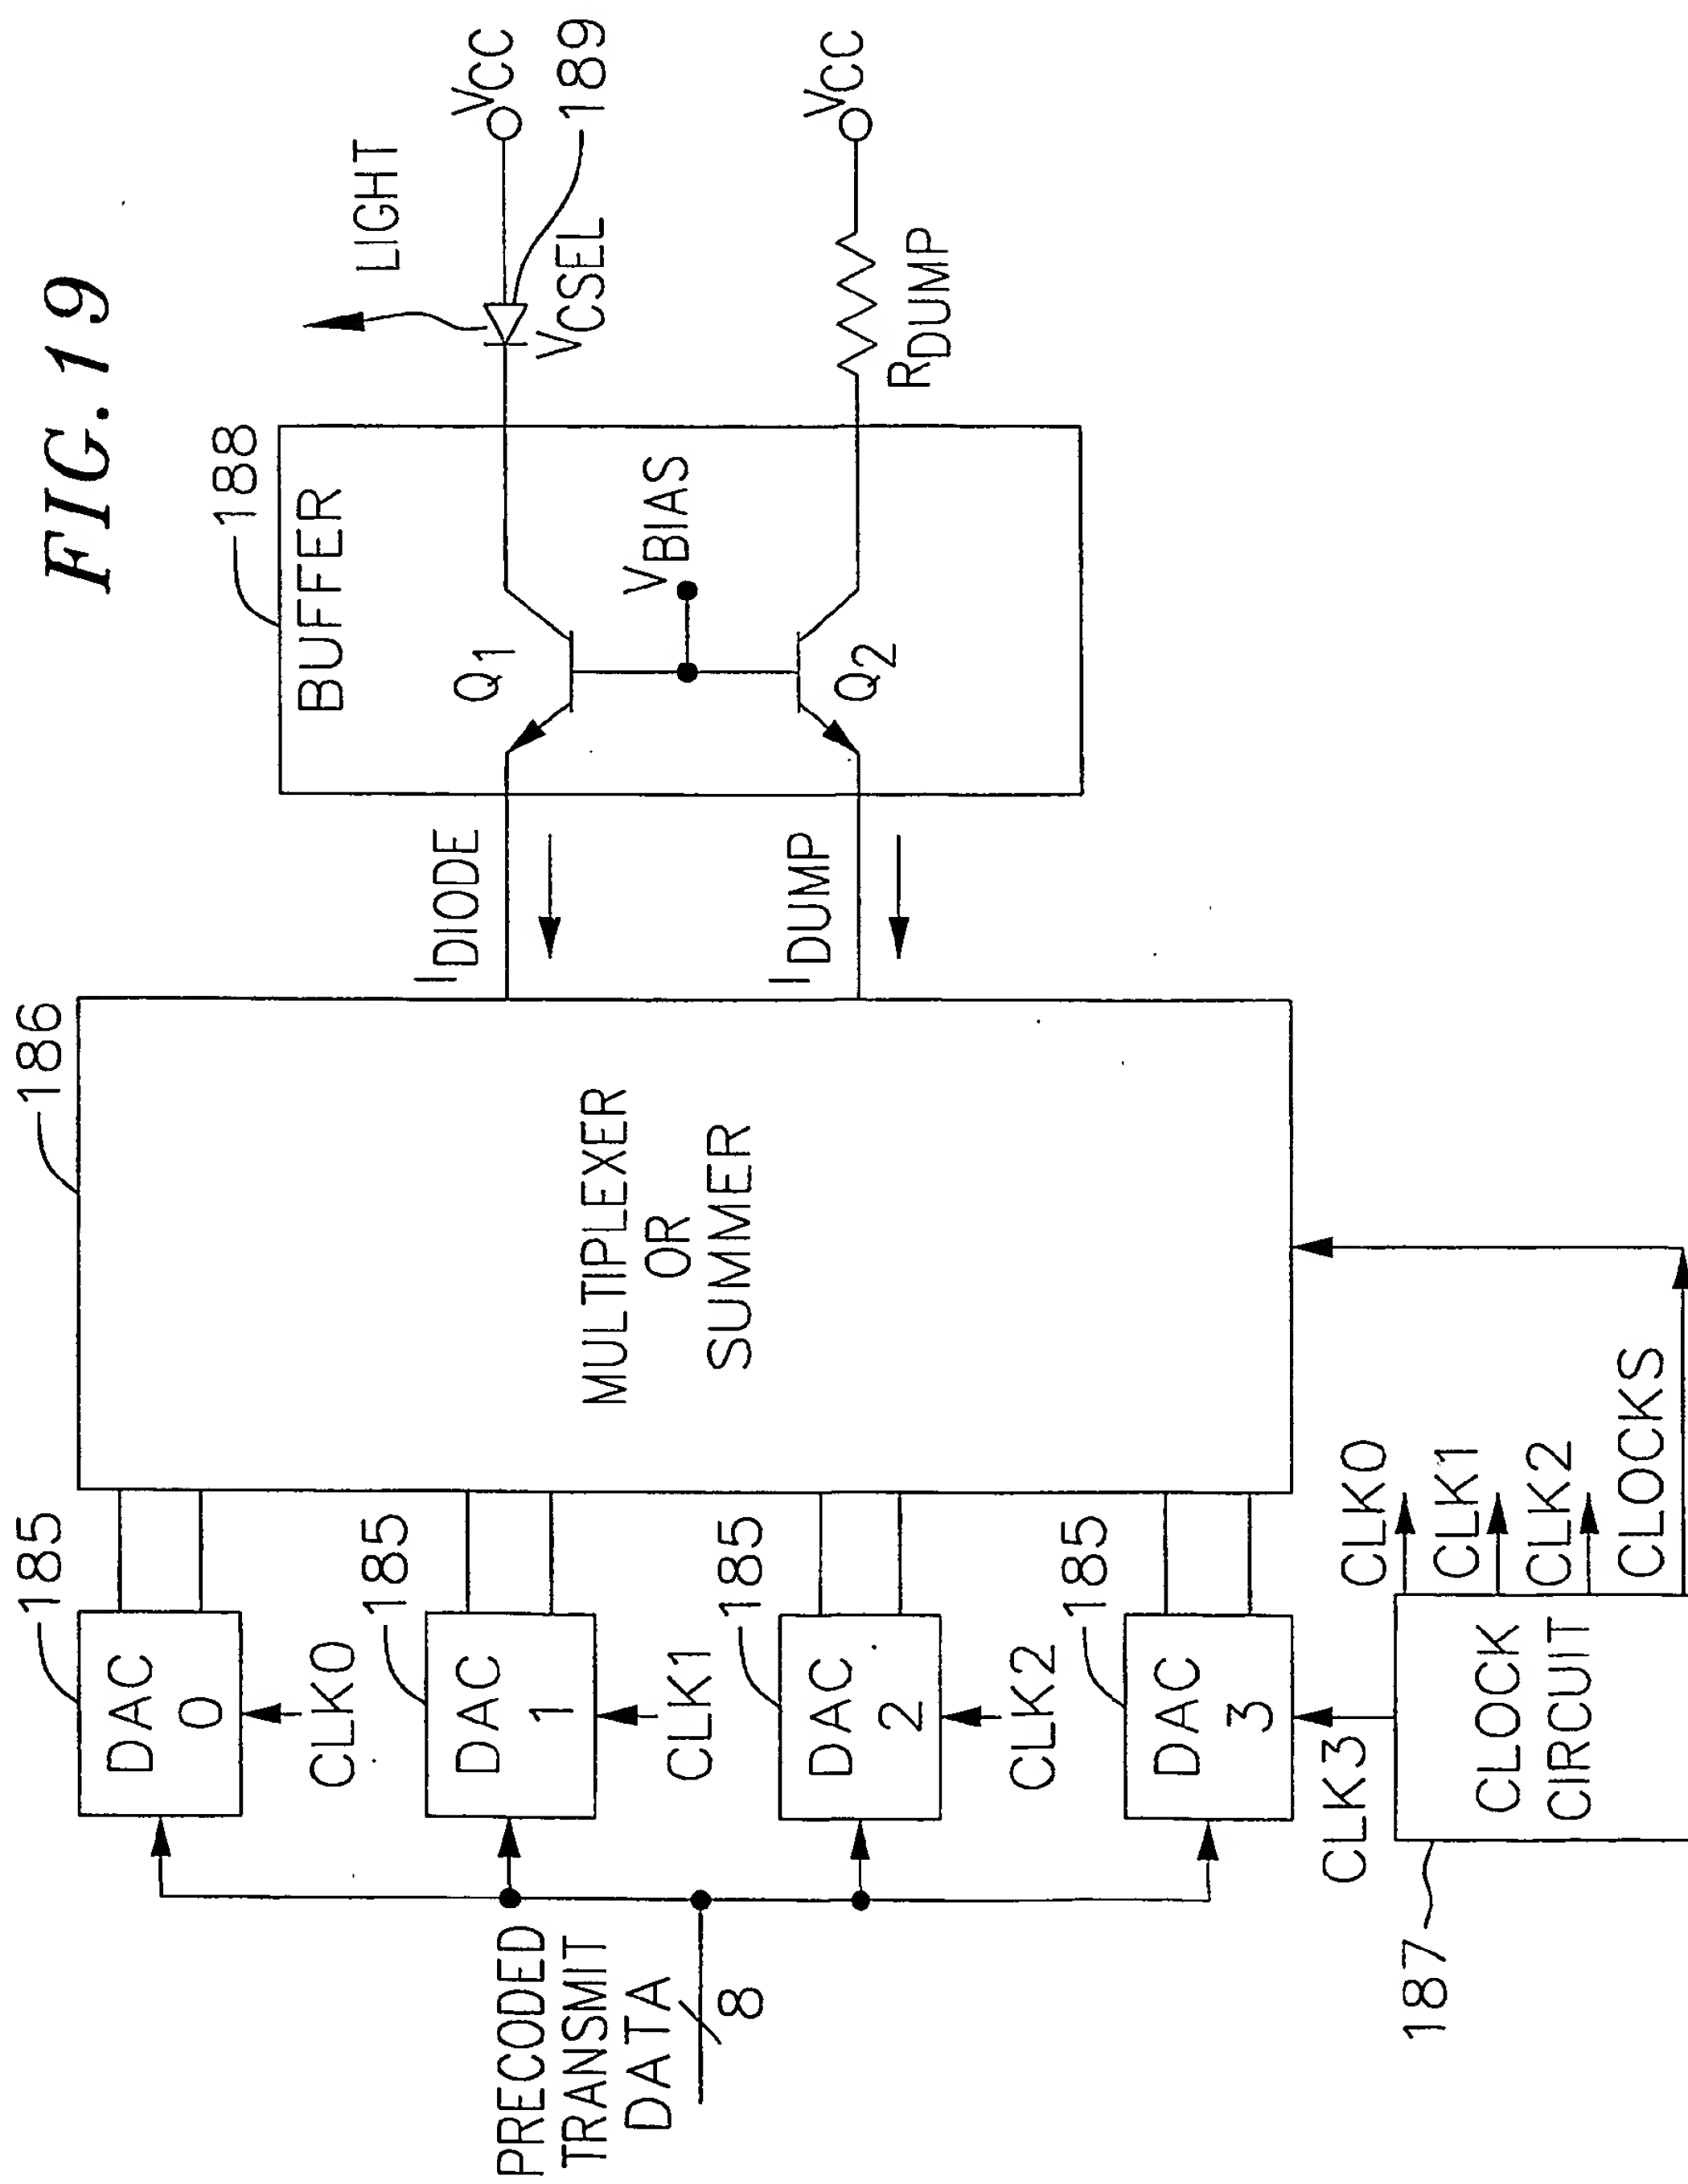 FIG.19
185
DAC
0
CLK0
185
DAC
1
CLK1
185
DAC
2
CLK2
185
DAC
3
CLK3
PRECODED
TRANSMIT
DATA
8
187
CLOCK
CIRCUIT
CLK0
CLK1
CLK2
CLOCKS
186
MULTIPLEXER
OR
SUMMER
IDIODE
IDUMP
188
BUFFER
Q1
VBIAS
Q2
LIGHT
VCSEL
VCC
189
RDUMP
VCC